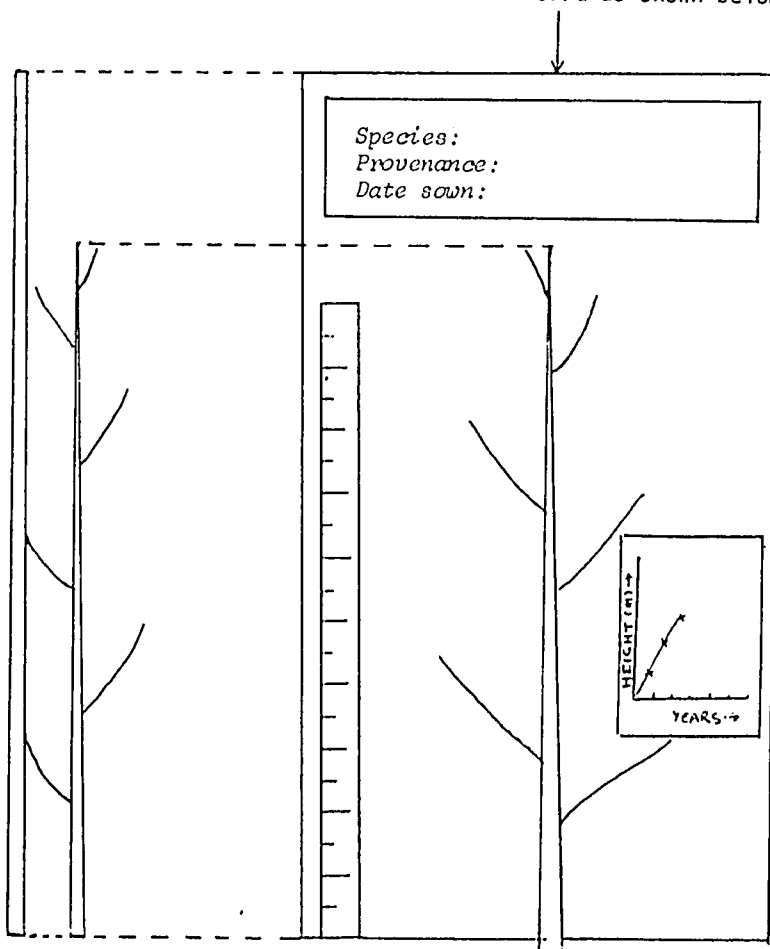 Species:
Provenance:
Date sown:
HEIGHT (m) →
YEARS →